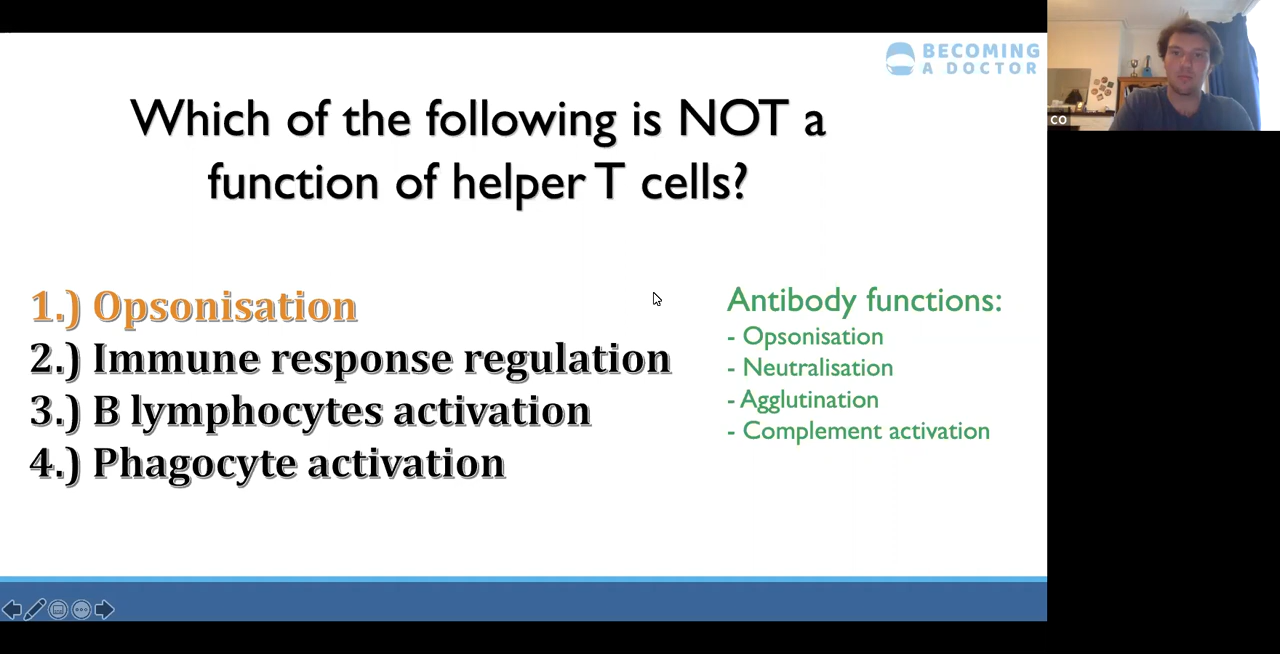 BECOMING
A DOCTOR
Which of the following is NOT a
function of helper T cells?
1.) Opsonisation
2.) Immune response regulation
3.) B lymphocytes activation
4.) Phagocyte activation
Antibody functions:
- Opsonisation
- Neutralisation
- Agglutination
- Complement activation
CO